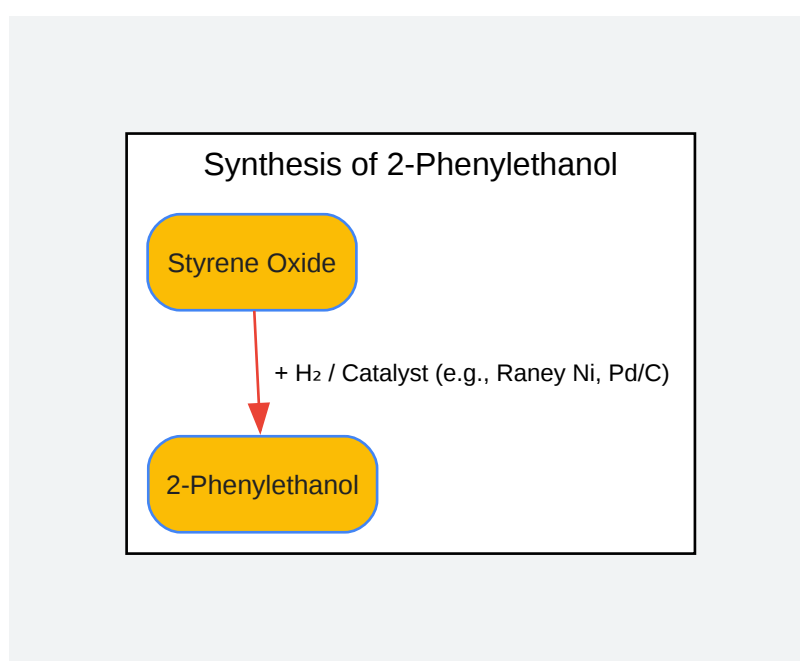 Synthesis of 2-Phenylethanol
Styrene Oxide
+ H₂ / Catalyst (e.g., Raney Ni, Pd/C)
2-Phenylethanol